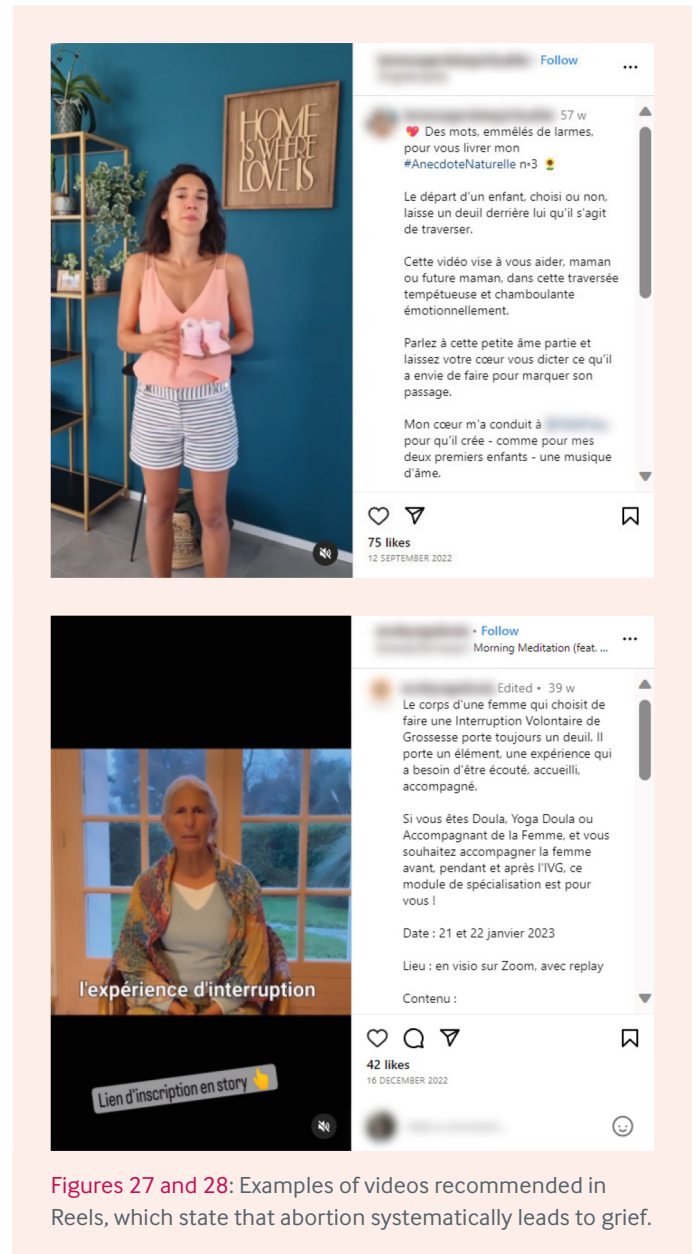 HOME
IS WHERE
LOVE IS
Follow
57 w
💖 Des mots, emmêlés de larmes,
pour vous livrer mon
#AnecdoteNaturelle n°3 🌻
Le départ d'un enfant, choisi ou non,
laisse un deuil derrière lui qu'il s'agit
de traverser.
Cette vidéo vise à vous aider, maman
ou future maman, dans cette traversée
tempétueuse et chamboulante
émotionnellement.
Parlez à cette petite âme partie et
laissez votre cœur vous dicter ce qu'il
a envie de faire pour marquer son
passage.
Mon cœur m'a conduit à
pour qu'il crée - comme pour mes
deux premiers enfants - une musique
d'âme.
75 likes
12 SEPTEMBER 2022
l'expérience d'interruption
Lien d'inscription en story 👆
• Follow
Morning Meditation (feat. ...
Edited • 39 w
Le corps d'une femme qui choisit de
faire une Interruption Volontaire de
Grossesse porte toujours un deuil. Il
porte un élément, une expérience qui
a besoin d'être écouté, accueilli,
accompagné.
Si vous êtes Doula, Yoga Doula ou
Accompagnant de la Femme, et vous
souhaitez accompagner la femme
avant, pendant et après l'IVG, ce
module de spécialisation est pour
vous !
Date : 21 et 22 janvier 2023
Lieu : en visio sur Zoom, avec replay
Contenu :
42 likes
16 DECEMBER 2022
Figures 27 and 28: Examples of videos recommended in
Reels, which state that abortion systematically leads to grief.